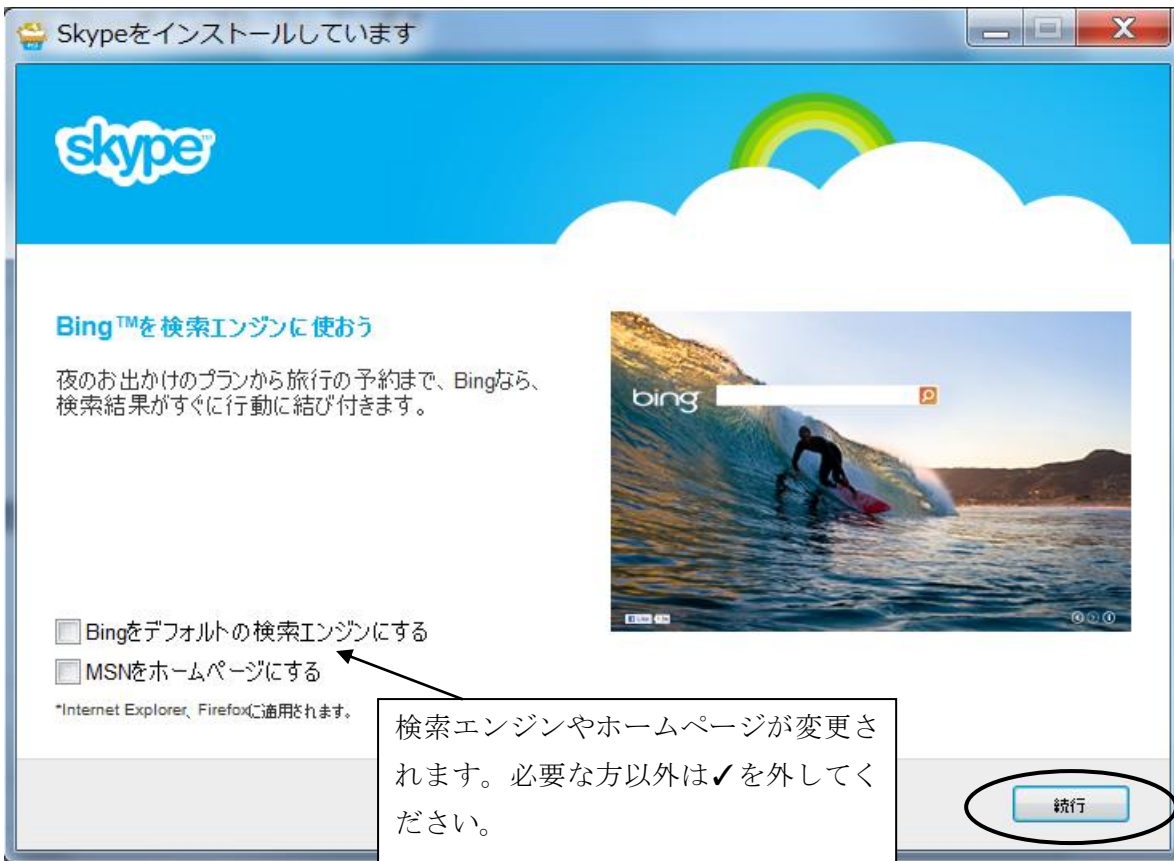 Skypeをインストールしています
skype
Bing™を検索エンジンに使おう
夜のお出かけのプランから旅行の予約まで、Bingなら、
検索結果がすぐに行動に結び付きます。
bing
Bingをデフォルトの検索エンジンにする
MSNをホームページにする
*Internet Explorer、Firefoxに適用されます。
検索エンジンやホームページが変更さ
れます。必要な方以外は✓を外してく
ださい。
続行